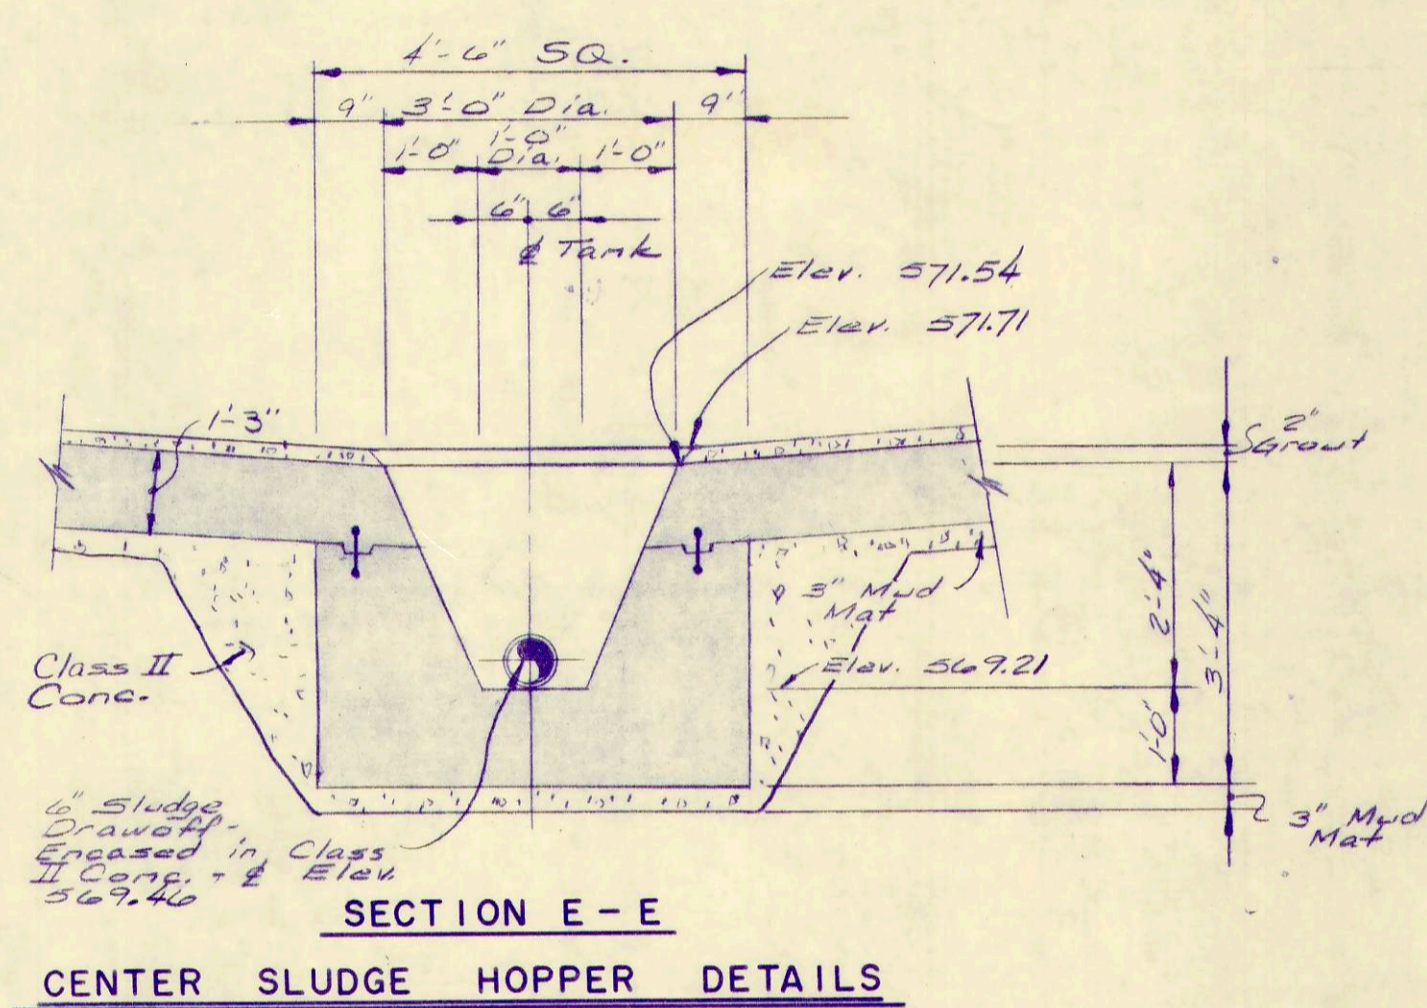 4'-6" SQ.
9" 3'-0" Dia. 9"
1'-0" 1'-0" Dia. 1'-0"
6" 6"
℄ Tank
Elev. 571.54
Elev. 571.71
1'-3"
2"
Grout
3" Mud
Mat
2'-4"
3'-4"
Class II
Conc.
Elev. 569.21
1'-0"
6" Sludge
Drawoff -
Encased in Class
II Conc. - ℄ Elev.
569.46
3" Mud
Mat
SECTION E - E
CENTER SLUDGE HOPPER DETAILS